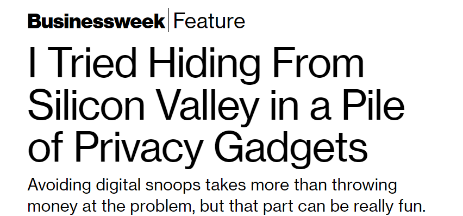 Businessweek | Feature
I Tried Hiding From
Silicon Valley in a Pile
of Privacy Gadgets
Avoiding digital snoops takes more than throwing
money at the problem, but that part can be really fun.